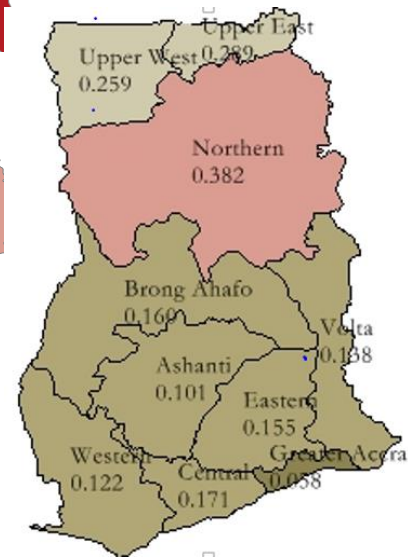 Upper East
0.289
Upper West
0.259
Northern
0.382
Brong Ahafo
0.160
Volta
0.138
Ashanti
0.101
Eastern
0.155
Greater Accra
0.058
Western
0.122
Central
0.171